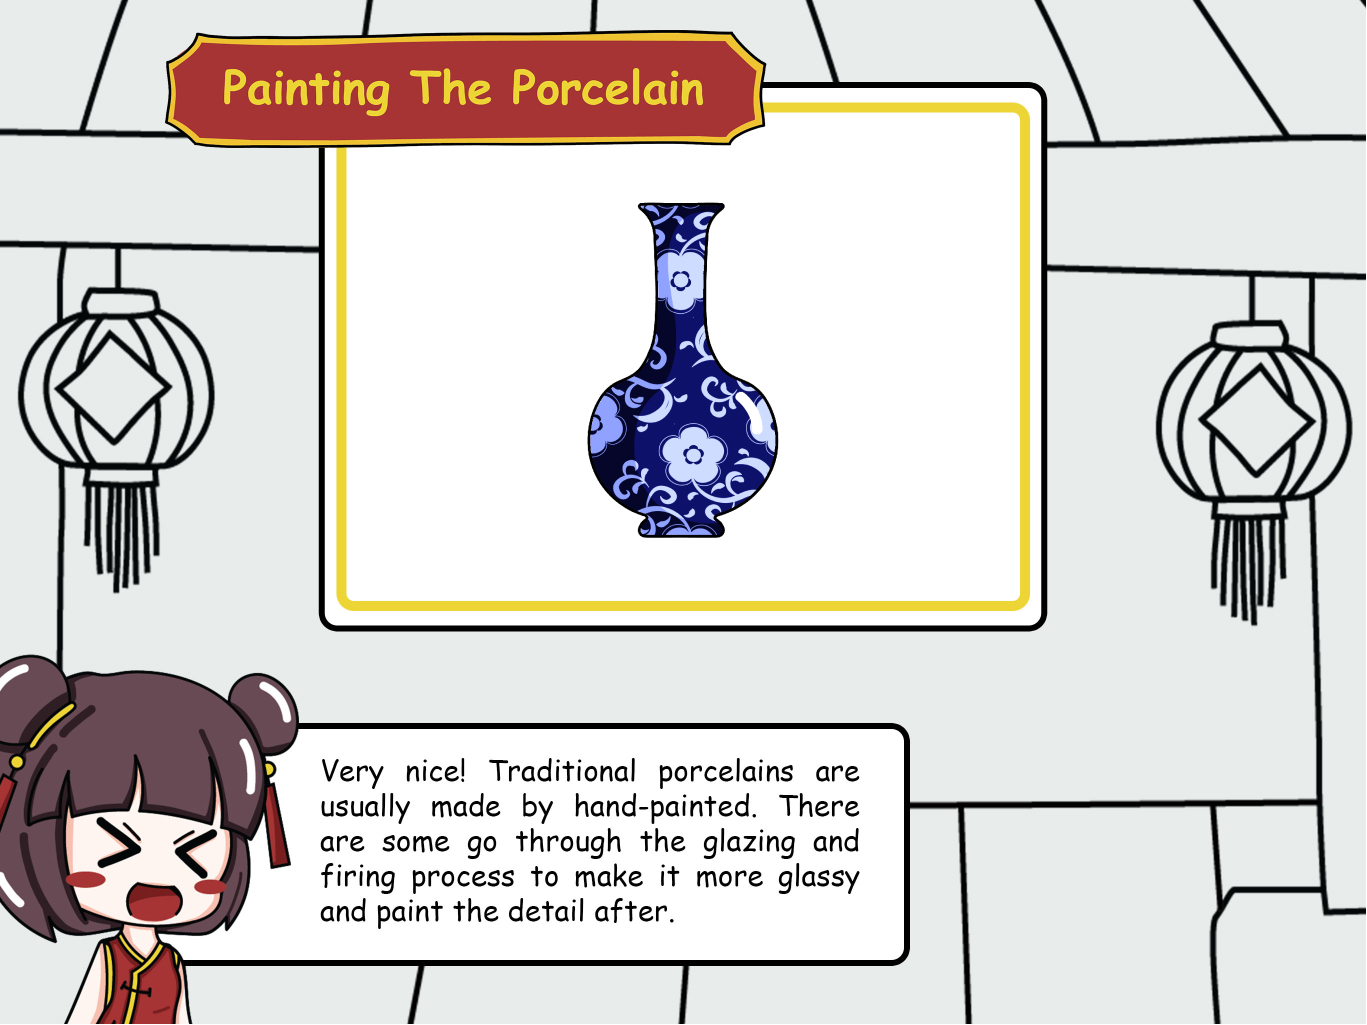 Painting The Porcelain
Very nice! Traditional porcelains are
usually made by hand-painted. There
are some go through the glazing and
firing process to make it more glassy
and paint the detail after.